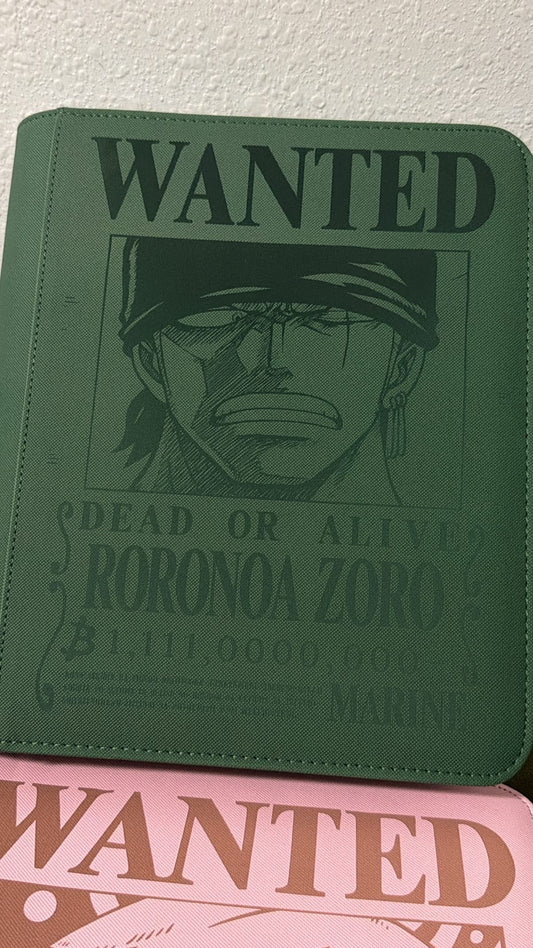 WANTED
DEAD OR ALIVE
RORONOA ZORO
฿1,111,0000,000
MARINE
WANTED